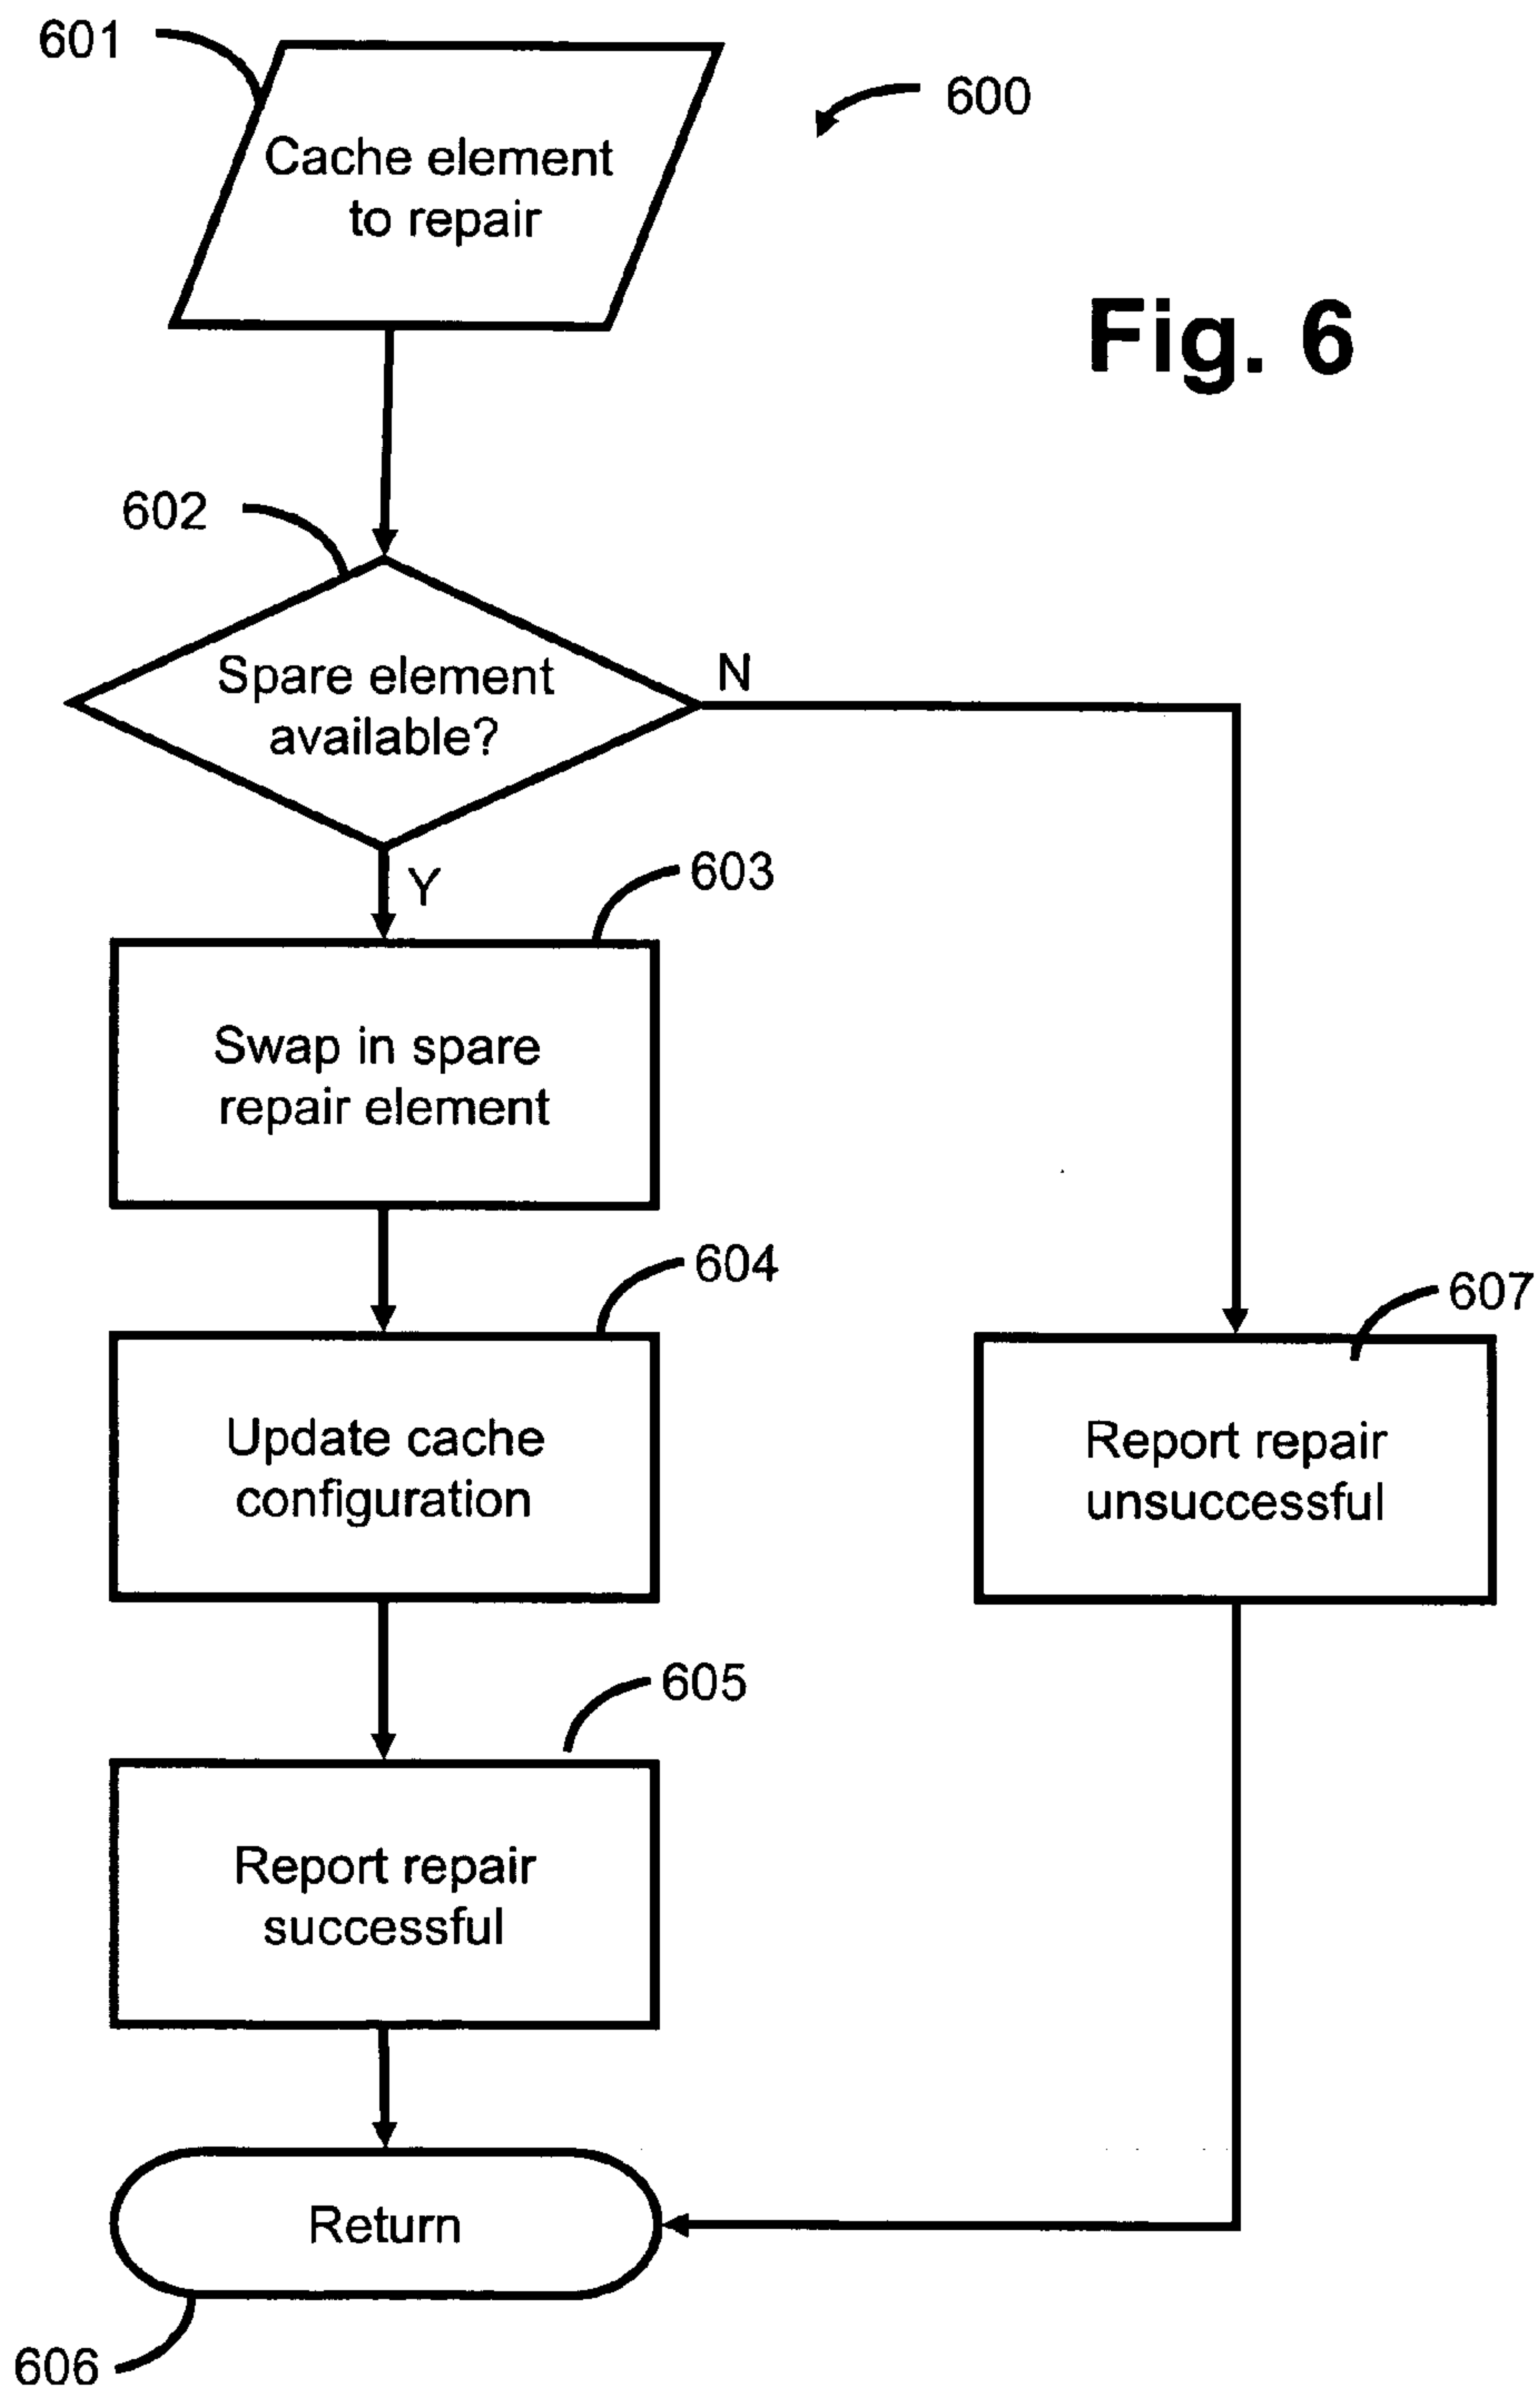 601
600
Cache element
to repair
Fig. 6
602
Spare element
available?
N
Y
603
Swap in spare
repair element
604
607
Update cache
configuration
Report repair
unsuccessful
605
Report repair
successful
Return
606